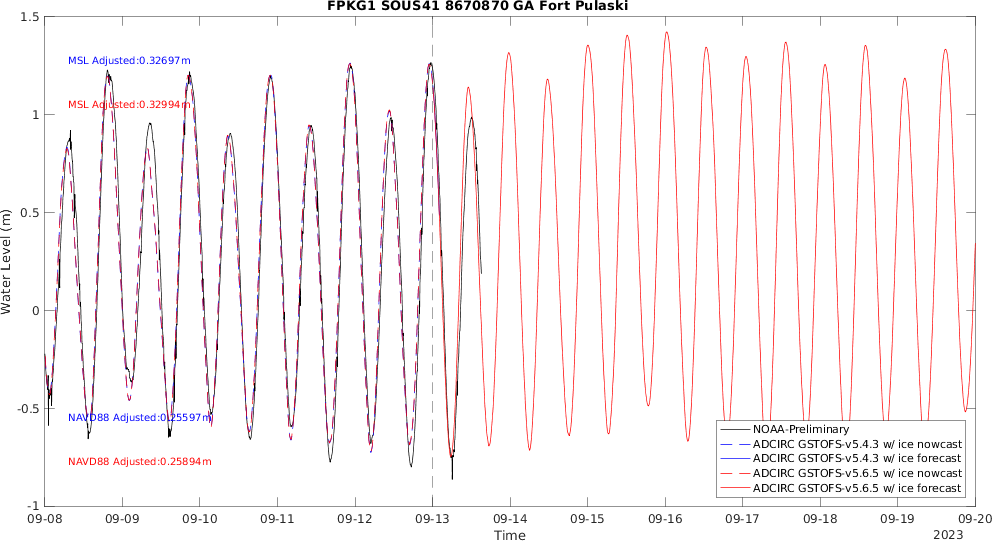 FPKG1 SOUS41 8670870 GA Fort Pulaski
1.5
1
0.5
0
-0.5
-1
Water Level (m)
MSL Adjusted:0.32697m
MSL Adjusted:0.32994m
NAVD88 Adjusted:0.25597m
NAVD88 Adjusted:0.25894m
NOAA-Preliminary
ADCIRC GSTOFS-v5.4.3 w/ ice nowcast
ADCIRC GSTOFS-v5.4.3 w/ ice forecast
ADCIRC GSTOFS-v5.6.5 w/ ice nowcast
ADCIRC GSTOFS-v5.6.5 w/ ice forecast
09-08 09-09 09-10 09-11 09-12 09-13 09-14 09-15 09-16 09-17 09-18 09-19 09-20
Time
2023